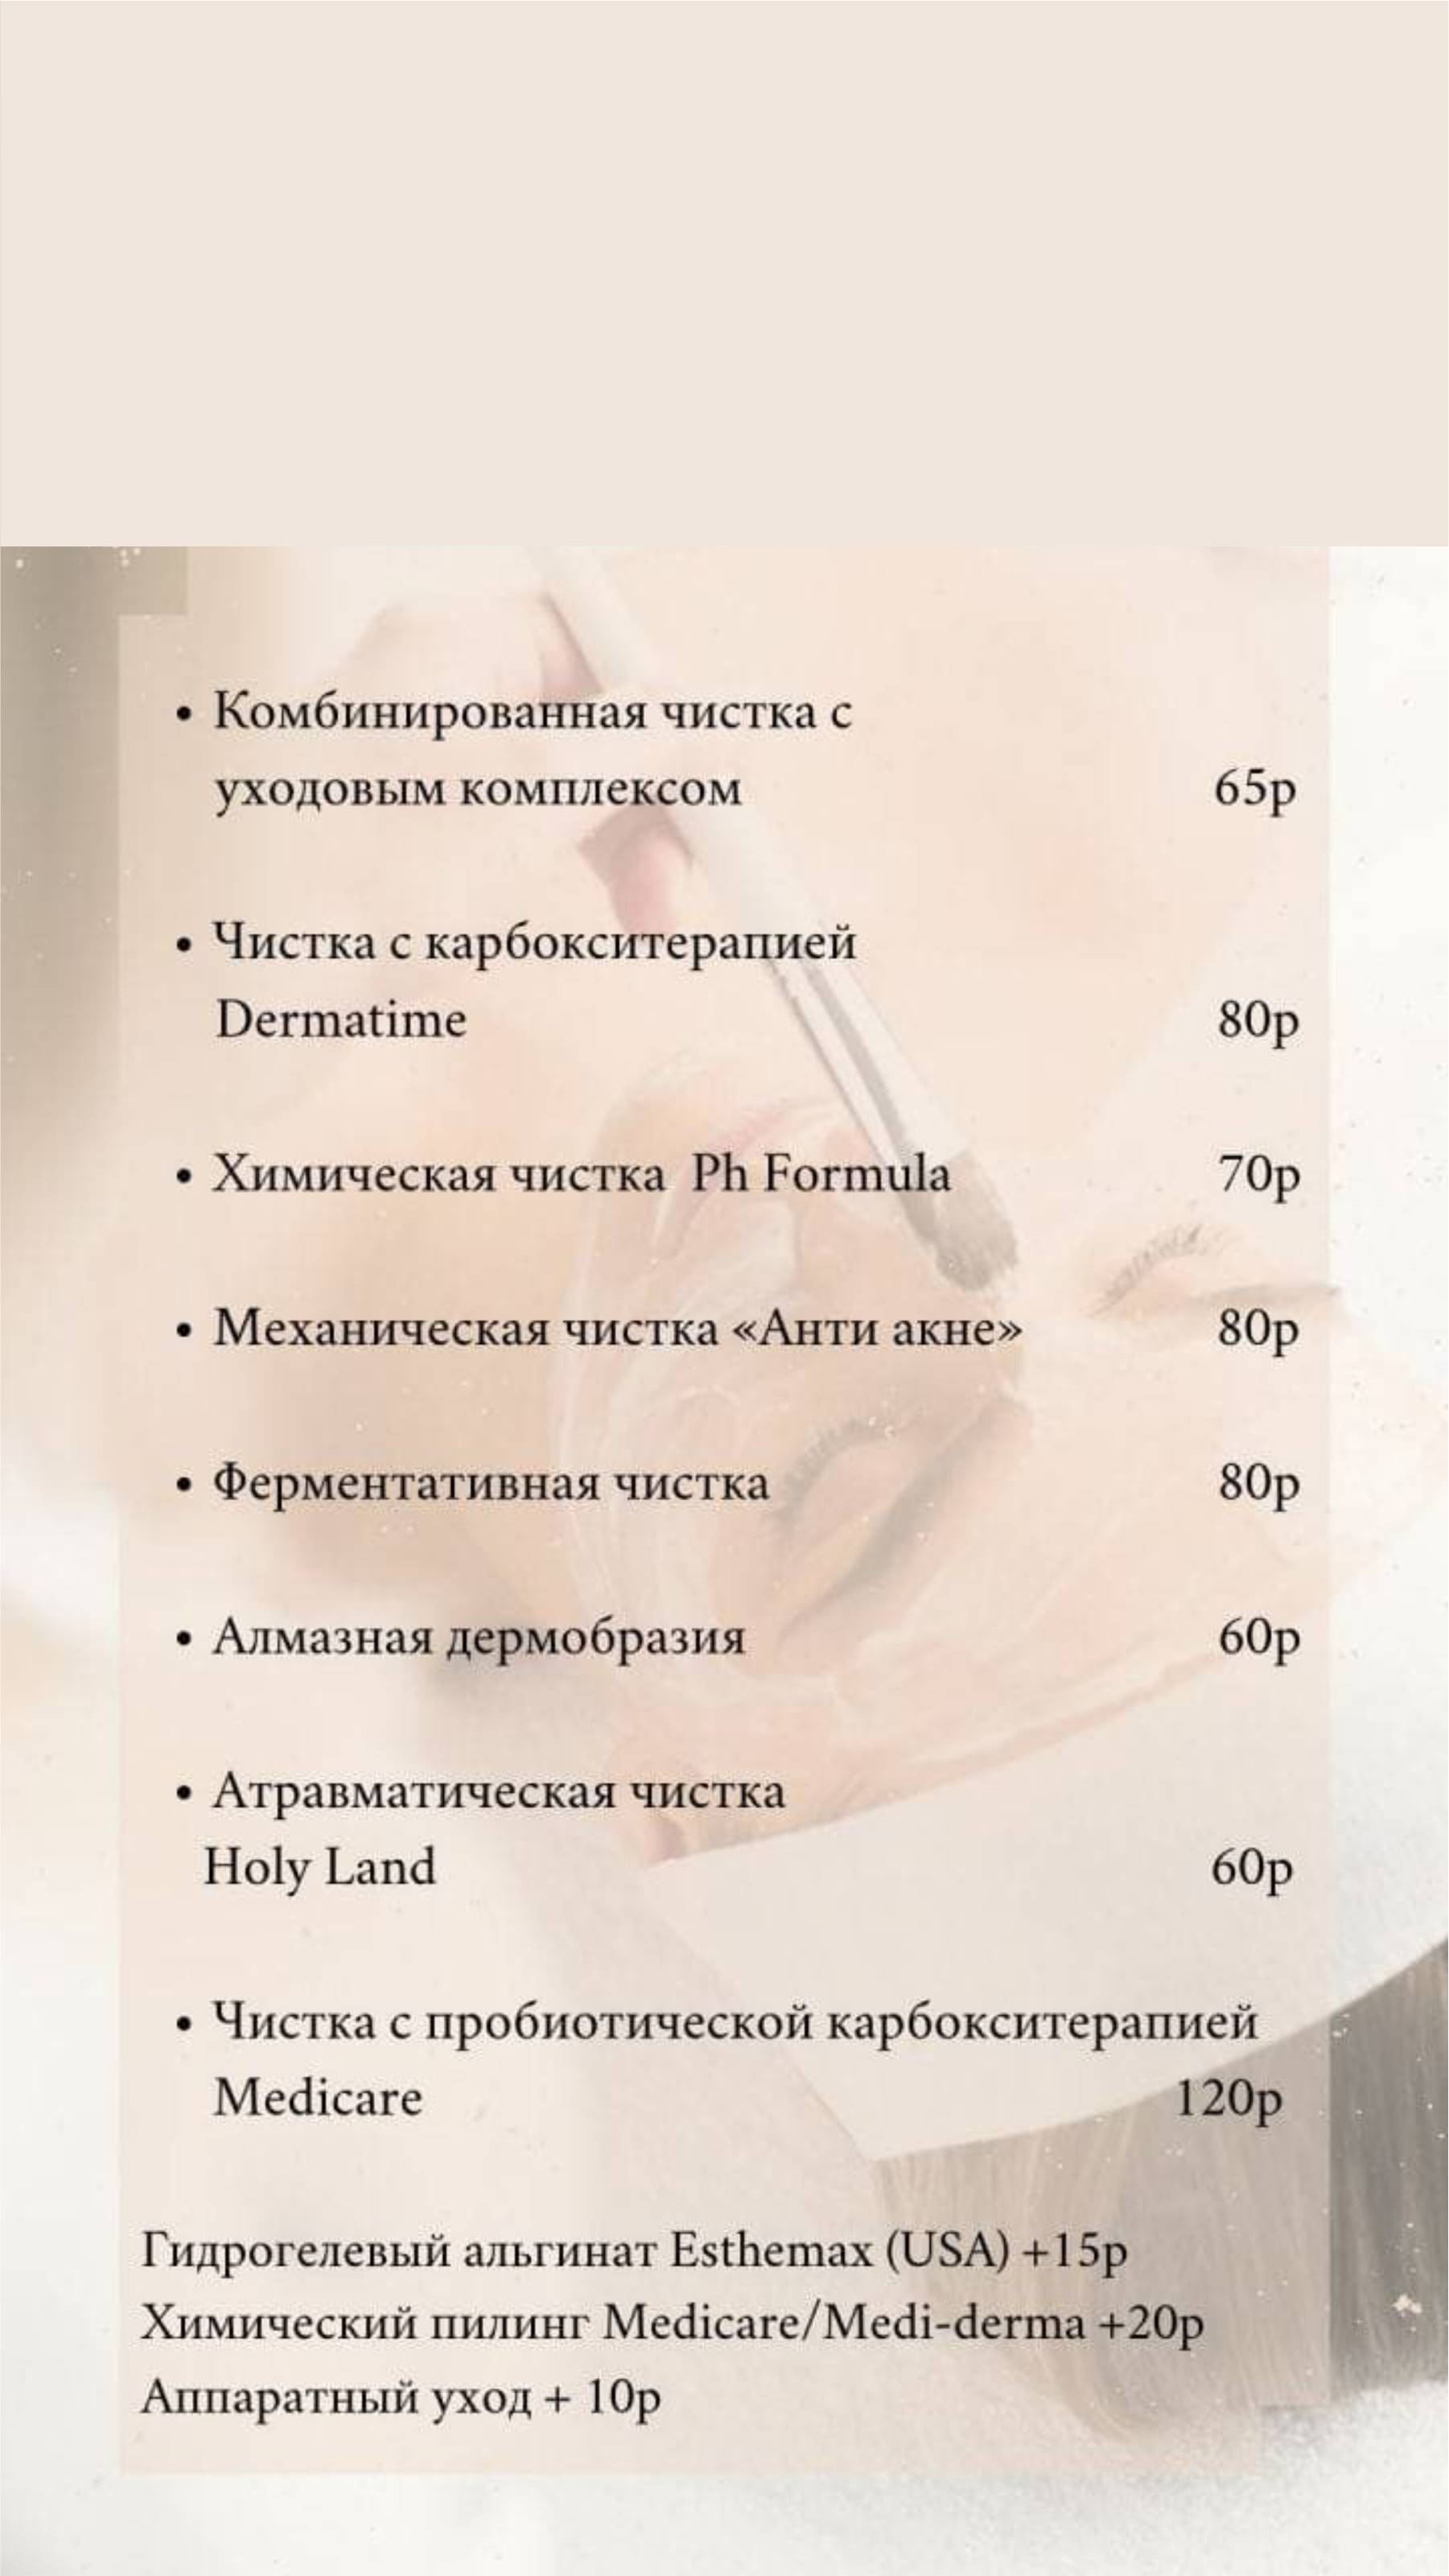 • Комбинированная чистка с
уходовым комплексом 65р
• Чистка с карбокситерапией
Dermatime 80р
• Химическая чистка Ph Formula 70р
• Механическая чистка «Анти акне» 80р
• Ферментативная чистка 80р
• Алмазная дермобразия 60р
• Атравматическая чистка
Holy Land 60р
• Чистка с пробиотической карбокситерапией
Medicare 120р
Гидрогелевый альгинат Esthemax (USA) +15р
Химический пилинг Medicare/Medi-derma +20р
Аппаратный уход + 10р